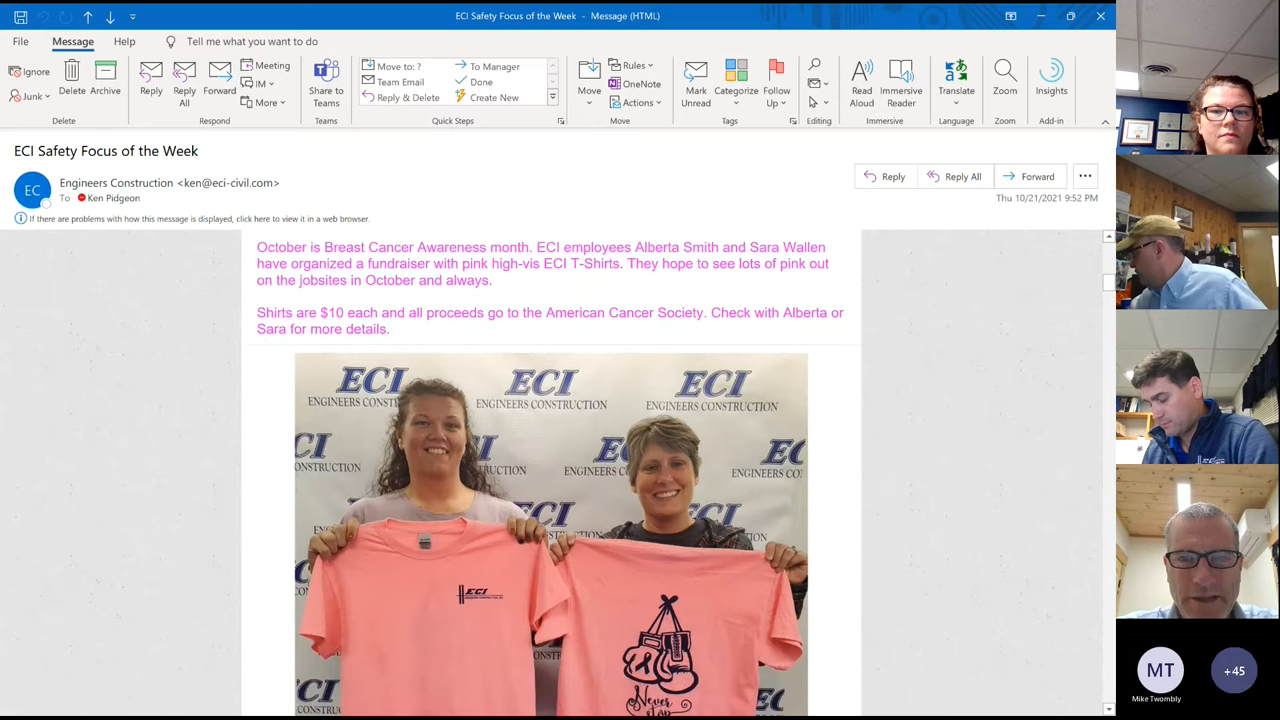 ECI Safety Focus of the Week - Message (HTML)
File Message Help Tell me what you want to do
Ignore
Junk
Delete
Archive
Reply
Reply All
Forward
Meeting
IM
More
Share to Teams
Move to: ?
Team Email
Reply & Delete
To Manager
Done
Create New
Move
Rules
OneNote
Actions
Mark Unread
Categorize
Follow Up
Read Aloud
Immersive Reader
Translate
Zoom
Insights
Delete Respond Teams Quick Steps Move Tags Editing Immersive Language Zoom Add-in
ECI Safety Focus of the Week
EC
Engineers Construction <ken@eci-civil.com>
To Ken Pidgeon
Reply Reply All Forward
Thu 10/21/2021 9:52 PM
If there are problems with how this message is displayed, click here to view it in a web browser.
October is Breast Cancer Awareness month. ECI employees Alberta Smith and Sara Wallen
have organized a fundraiser with pink high-vis ECI T-Shirts. They hope to see lots of pink out
on the jobsites in October and always.
Shirts are $10 each and all proceeds go to the American Cancer Society. Check with Alberta or
Sara for more details.
ECI ECI ECI
ENGINEERS CONSTRUCTION ENGINEERS CONSTRUCTION
ECI
Never
MT
Mike Twombly
+45